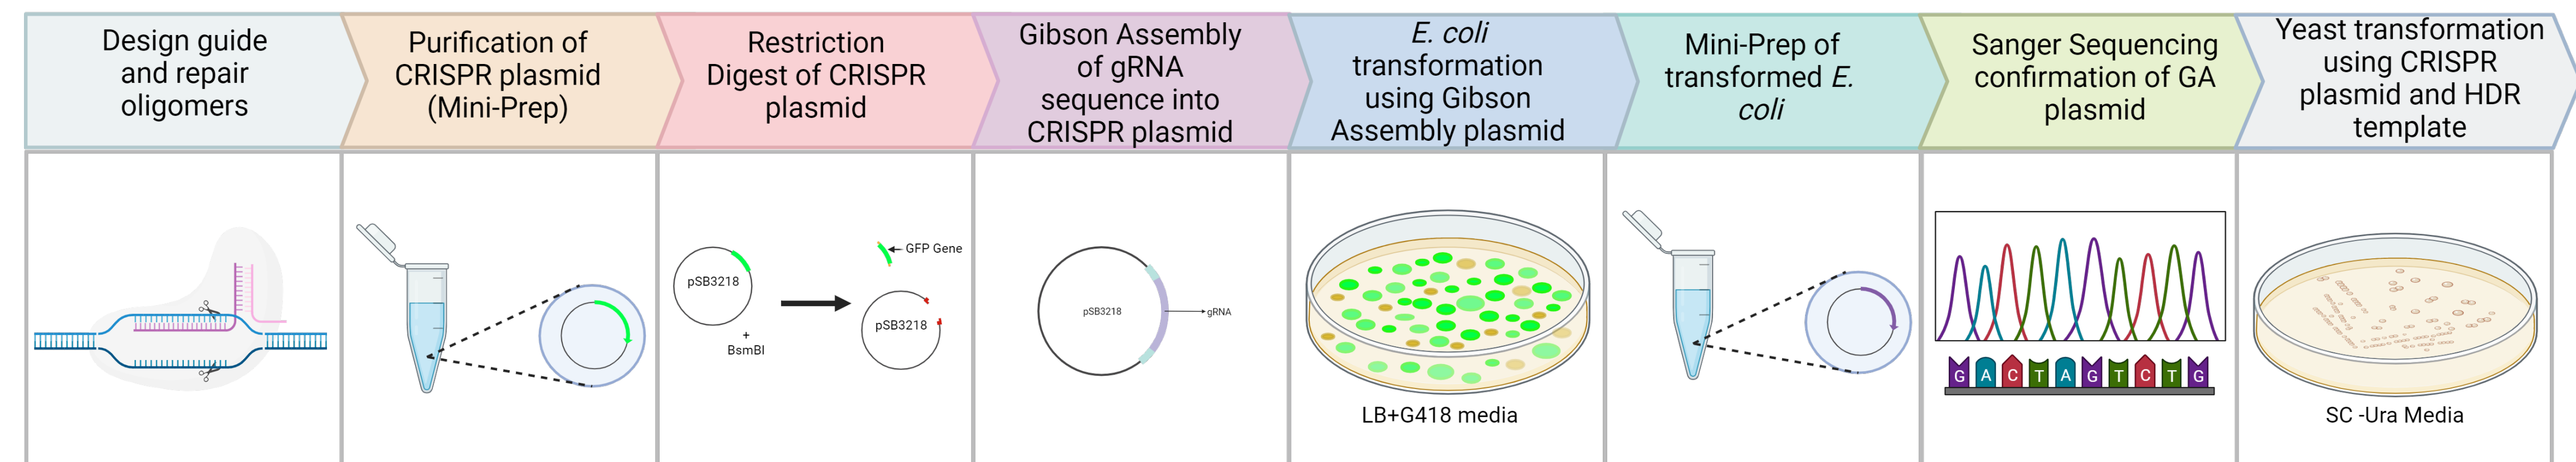 Design guide
and repair
oligomers
Purification of
CRISPR plasmid
(Mini-Prep)
Restriction
Digest of CRISPR
plasmid
Gibson Assembly
of gRNA
sequence into
CRISPR plasmid
E. coli
transformation
using Gibson
Assembly plasmid
Mini-Prep of
transformed E.
coli
Sanger Sequencing
confirmation of GA
plasmid
Yeast transformation
using CRISPR
plasmid and HDR
template
pSB3218
+
BsmBI
GFP Gene
pSB3218
pSB3218
gRNA
LB+G418 media
G A C T A G T C T G
SC -Ura Media